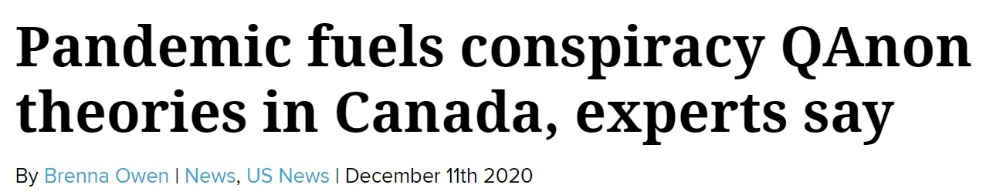 Pandemic fuels conspiracy QAnon
theories in Canada, experts say
By Brenna Owen | News, US News | December 11th 2020